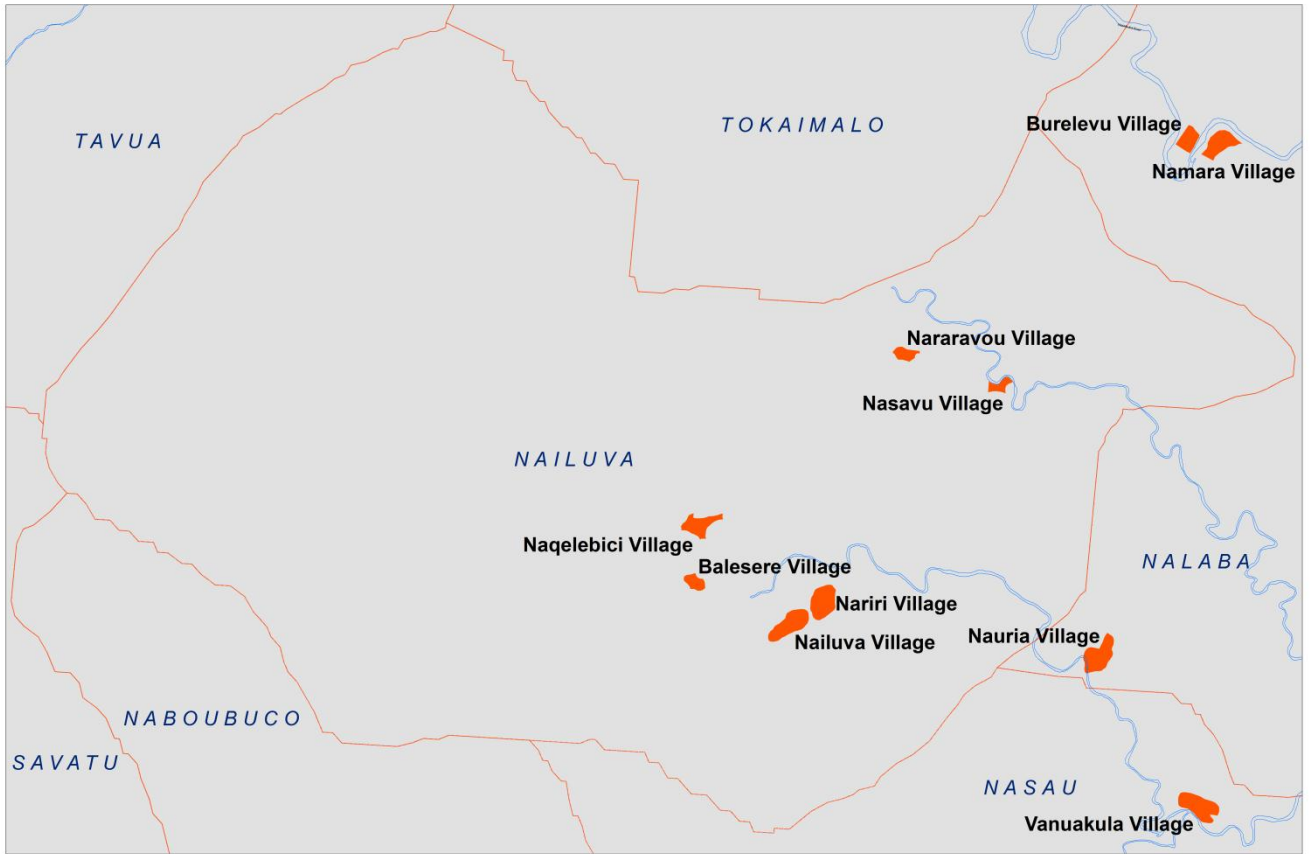 TOKAIMALO
Burelevu Village
TAVUA
Namara Village
Nararavou Village
Nasavu Village
NAILUVA
Naqelebici Village
Balesere Village
NALABA
Nariri Village
Nauria Village
Nailuva Village
NABOUBUCO
SAVATU
NASAU
Vanuakula Village